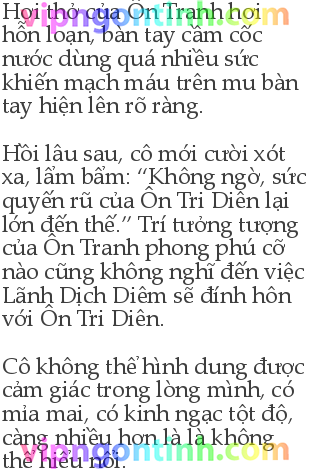 Hơi thở của Ôn Tranh hơi
hỗn loạn, bàn tay cầm cốc
nước dùng quá nhiều sức
khiến mạch máu trên mu bàn
tay hiện lên rõ ràng.
Hồi lâu sau, cô mới cười xót
xa, lẩm bẩm: “Không ngờ, sức
quyến rũ của Ôn Tri Diên lại
lớn đến thế.” Trí tưởng tượng
của Ôn Tranh phong phú cỡ
nào cũng không nghĩ đến việc
Lãnh Dịch Diêm sẽ đính hôn
với Ôn Tri Diên.
Cô không thể hình dung được
cảm giác trong lòng mình, có
mỉa mai, có kinh ngạc tột độ,
càng nhiều hơn là là không
thể hiểu nổi.
vipngontinh.com
vipngontinh.com